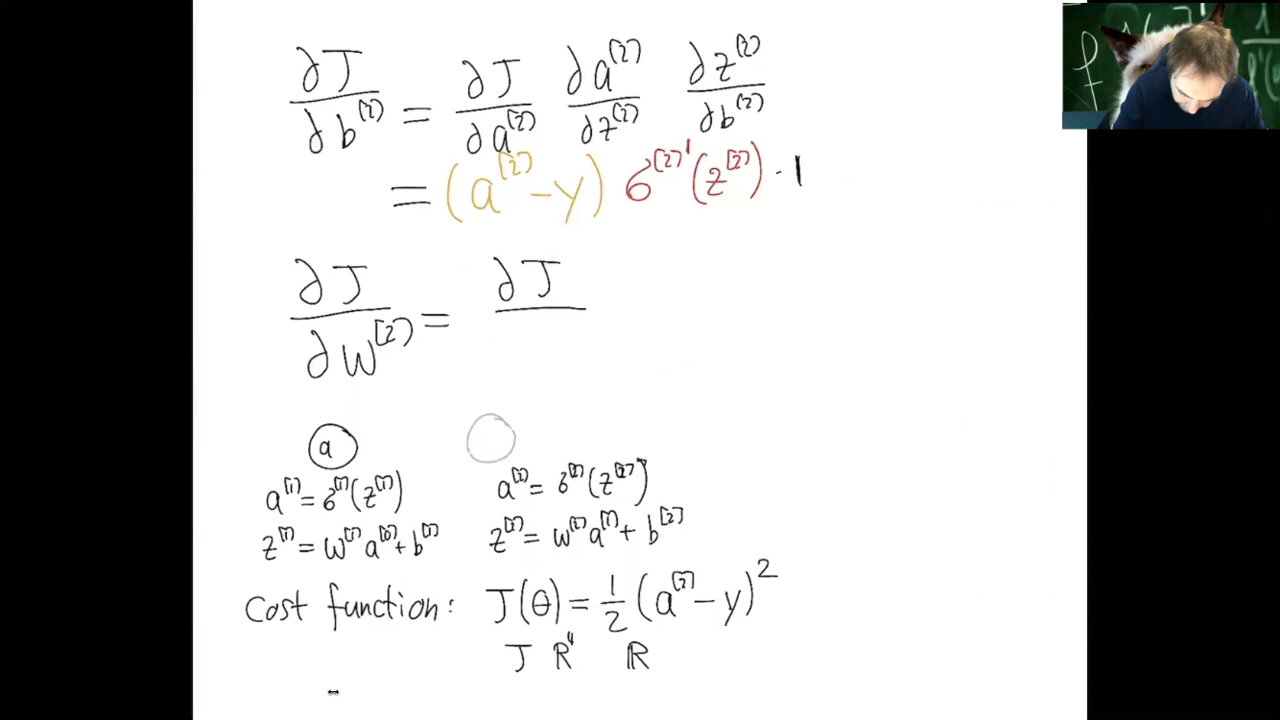 ∂J/∂b^[2] = ∂J/∂a^[2] ∂a^[2]/∂z^[2] ∂z^[2]/∂b^[2]
= (a^[2] − y) σ^[2]'(z^[2]) · 1
∂J/∂w^[2] = ∂J
a
a^[1] = σ^[1](z^[1]) a^[2] = σ^[2](z^[2])
z^[1] = w^[1] a^[0] + b^[1] z^[2] = w^[2] a^[1] + b^[2]
Cost function: J(θ) = 1/2 (a^[2] − y)^2
J ℝ^4 ℝ